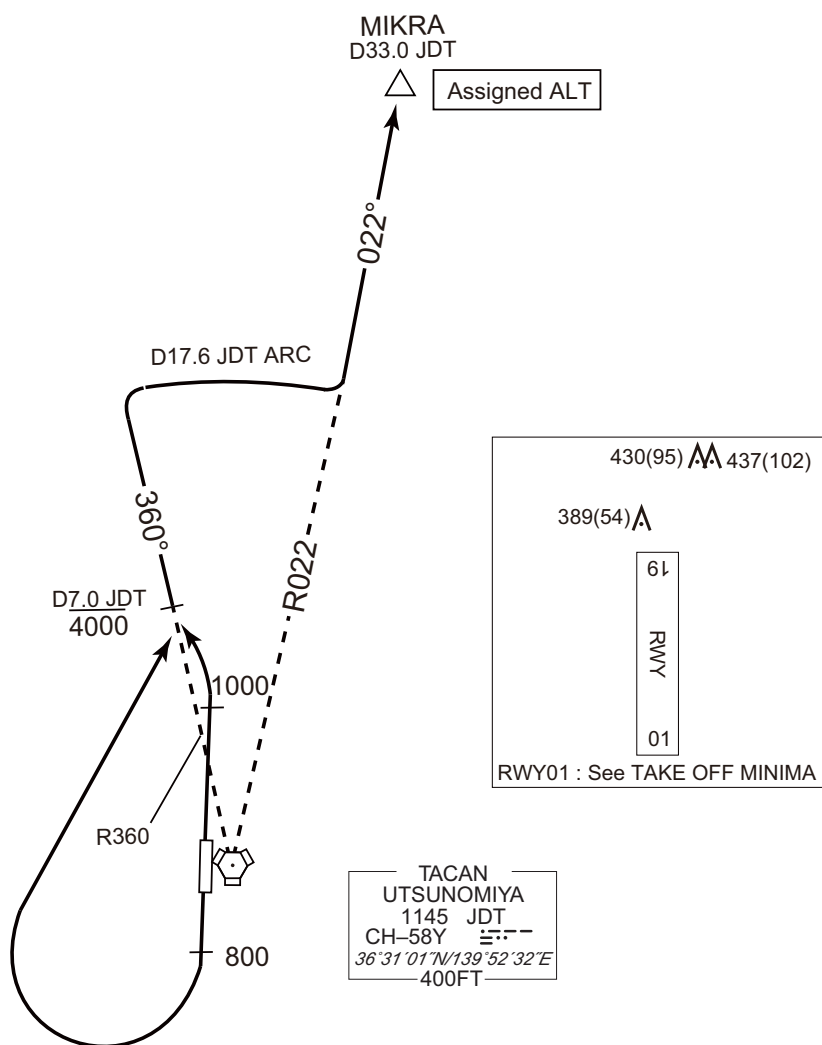 MIKRA
D33.0 JDT
Assigned ALT
022°
D17.6 JDT ARC
360°
R022
D7.0 JDT
4000
1000
R360
800
430(95)
437(102)
389(54)
19
RWY
01
RWY01 : See TAKE OFF MINIMA
TACAN
UTSUNOMIYA
1145 JDT
CH–58Y
36°31′01″N/139°52′32″E
400FT